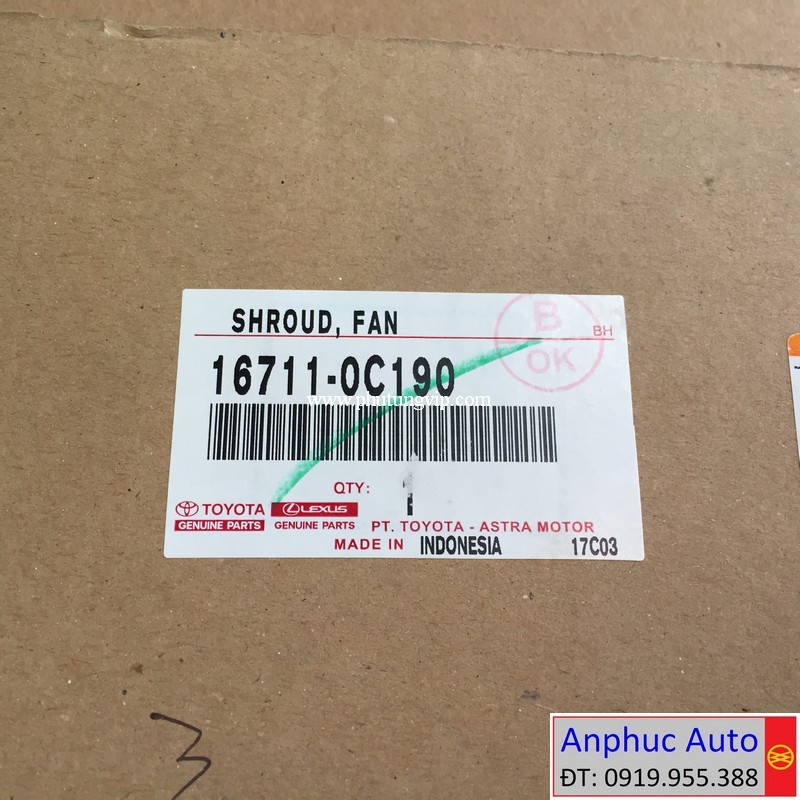 SHROUD, FAN
B
OK
BH
16711-0C190
www.phutungvip.com
QTY: 1
TOYOTA
GENUINE PARTS
LEXUS
GENUINE PARTS
PT. TOYOTA - ASTRA MOTOR
MADE IN INDONESIA 17C03
3
Anphuc Auto
ĐT: 0919.955.388